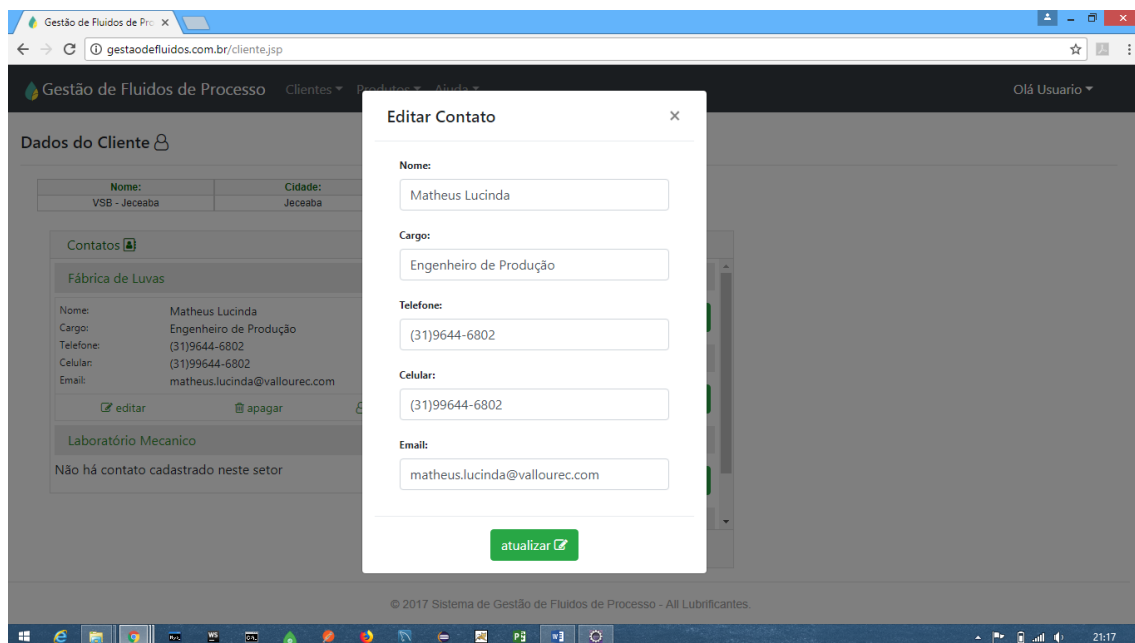 Gestão de Fluidos de Pro
gestaodefluidos.com.br/cliente.jsp
Gestão de Fluidos de Processo Clientes Produtos Ajuda Olá Usuario
Dados do Cliente
Nome: Cidade:
VSB - Jeceaba Jeceaba
Contatos
Fábrica de Luvas
Nome: Matheus Lucinda
Cargo: Engenheiro de Produção
Telefone: (31)9644-6802
Celular: (31)99644-6802
Email: matheus.lucinda@vallourec.com
editar apagar
Laboratório Mecanico
Não há contato cadastrado neste setor
Editar Contato ×
Nome:
Matheus Lucinda
Cargo:
Engenheiro de Produção
Telefone:
(31)9644-6802
Celular:
(31)99644-6802
Email:
matheus.lucinda@vallourec.com
atualizar
© 2017 Sistema de Gestão de Fluidos de Processo - All Lubrificantes.
21:17